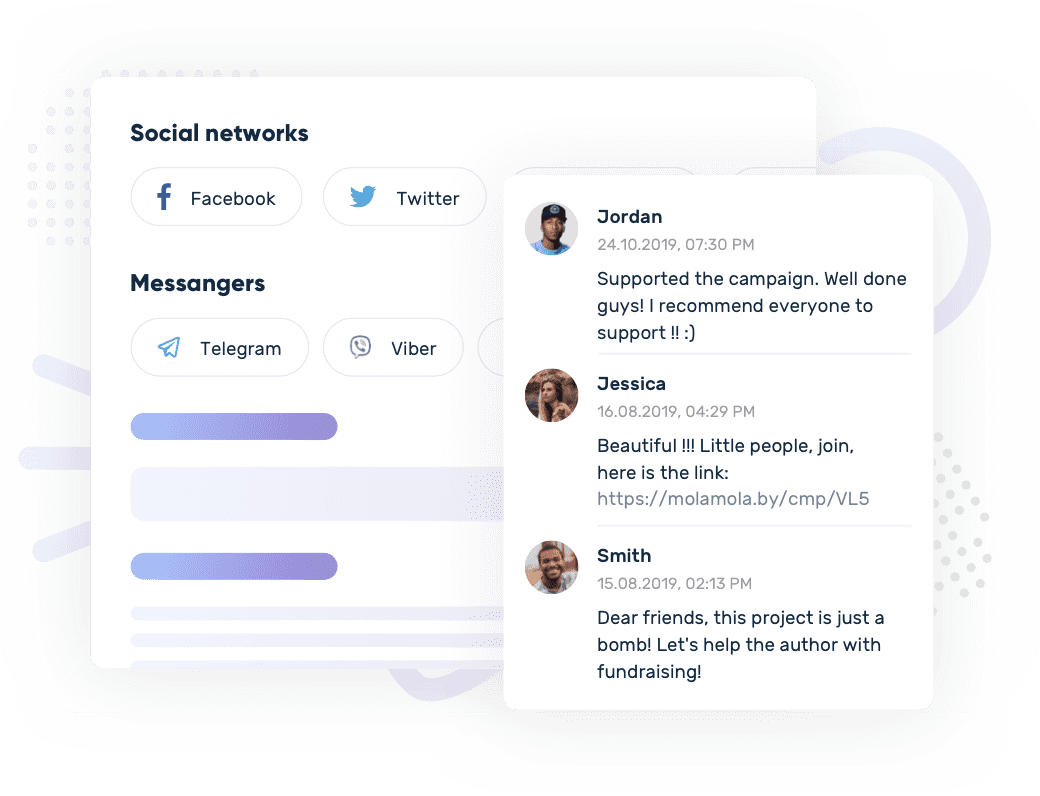 Social networks
Facebook
Twitter
Messangers
Telegram
Viber
Jordan
24.10.2019, 07:30 PM
Supported the campaign. Well done
guys! I recommend everyone to
support !! :)
Jessica
16.08.2019, 04:29 PM
Beautiful !!! Little people, join,
here is the link:
https://molamola.by/cmp/VL5
Smith
15.08.2019, 02:13 PM
Dear friends, this project is just a
bomb! Let's help the author with
fundraising!